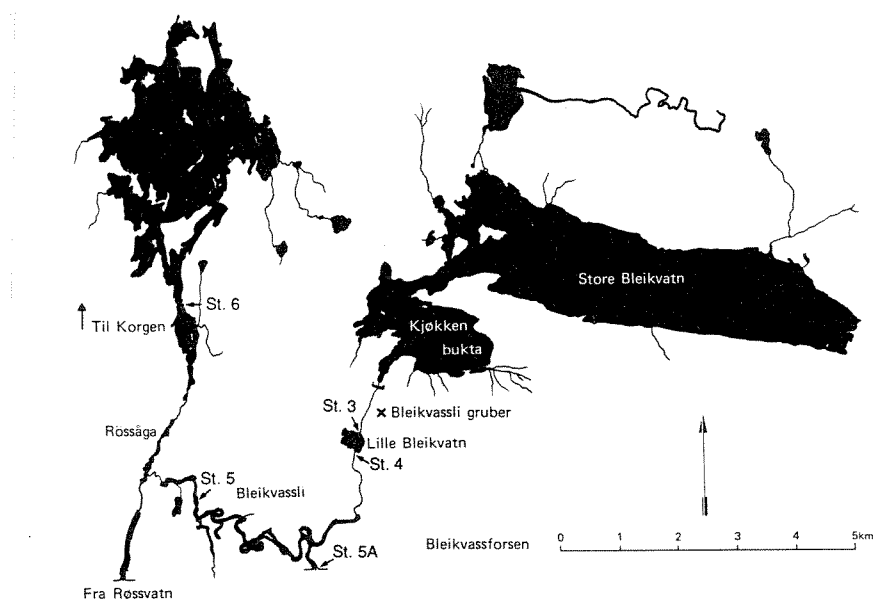 Store Bleikvatn
St. 6
Til Korgen
Kjøkken
bukta
St. 3
x Bleikvassli gruber
Rössåga
Lille Bleikvatn
St. 4
St. 5
Bleikvassli
St. 5A
Bleikvassforsen
0 1 2 3 4 5km
Fra Røssvatn